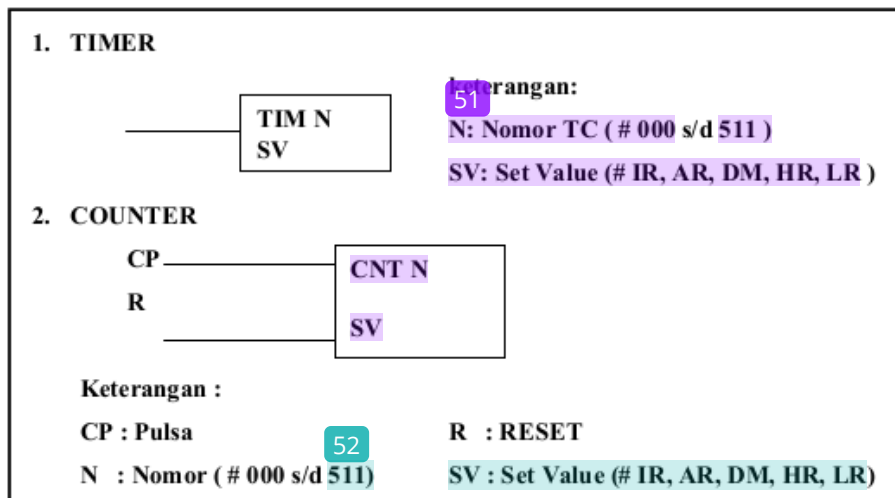 1. TIMER
TIM N
SV
keterangan:
51
N: Nomor TC ( # 000 s/d 511 )
SV: Set Value (# IR, AR, DM, HR, LR )
2. COUNTER
CP
R
CNT N
SV
Keterangan :
CP : Pulsa
R : RESET
52
N : Nomor ( # 000 s/d 511)
SV : Set Value (# IR, AR, DM, HR, LR)